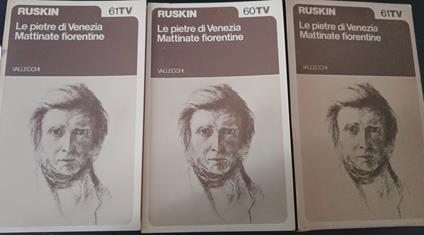 RUSKIN 61TV
Le pietre di Venezia
Mattinate fiorentine
VALLECCHI
RUSKIN 60TV
Le pietre di Venezia
Mattinate fiorentine
VALLECCHI
RUSKIN 61TV
Le pietre di Venezia
Mattinate fiorentine
VALLECCHI